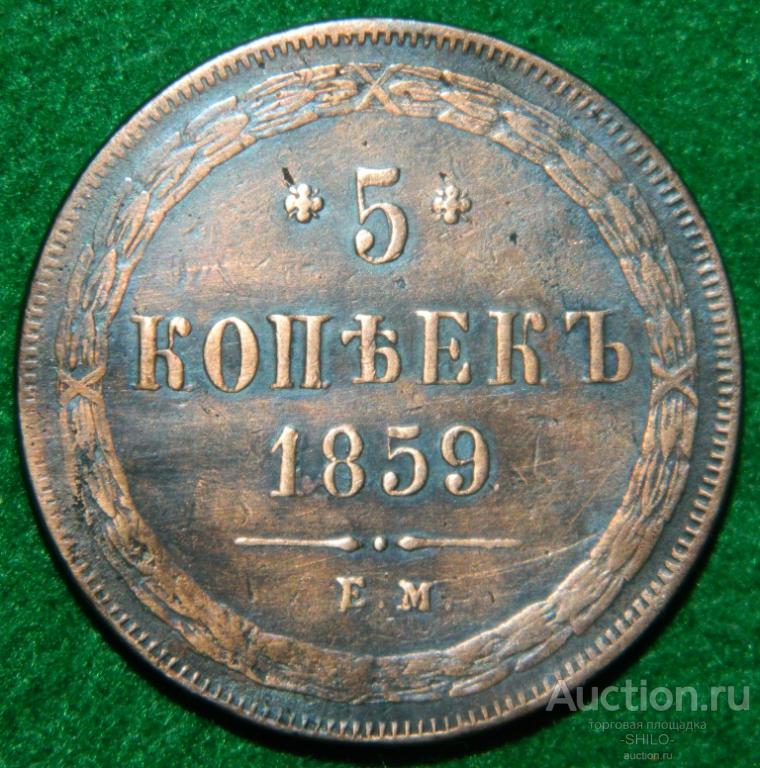 5
КОПѢЕКЪ
1859
Е.М.
Auction.ru
торговая площадка
-SHILO-
auction.ru